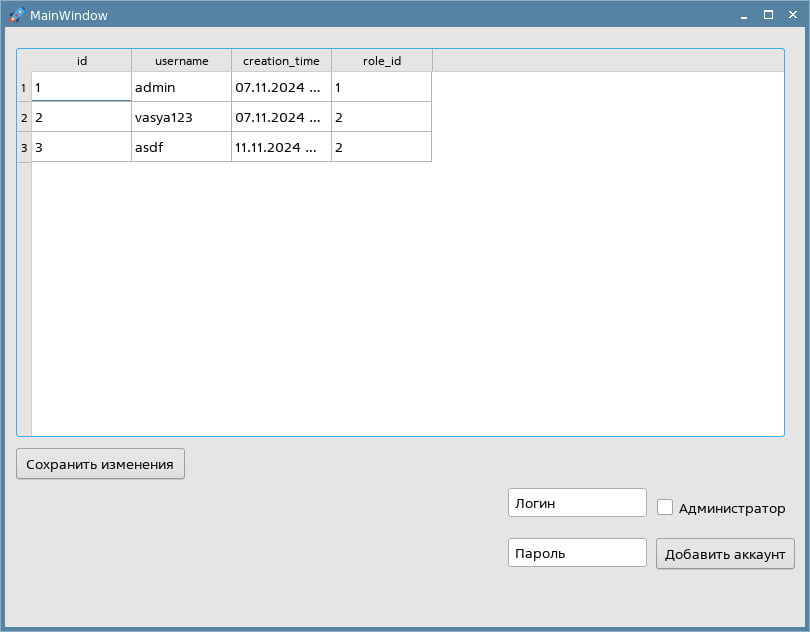 MainWindow
id username creation_time role_id
1 1 admin 07.11.2024 ... 1
2 2 vasya123 07.11.2024 ... 2
3 3 asdf 11.11.2024 ... 2
Сохранить изменения
Логин Администратор
Пароль Добавить аккаунт